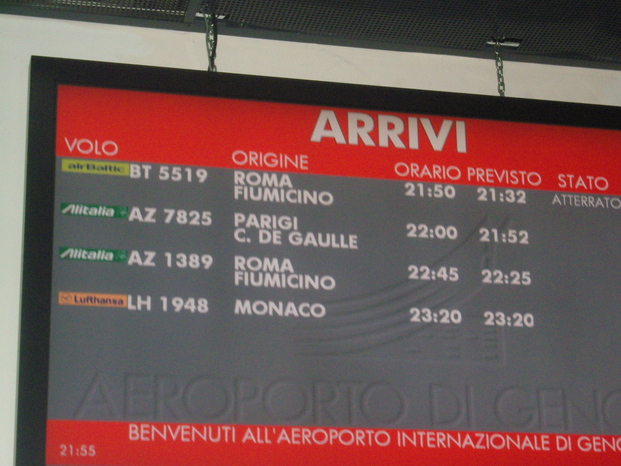 ARRIVI
VOLO ORIGINE ORARIO PREVISTO STATO
airBaltic BT 5519 ROMA 21:50 21:32 ATTERRATO
FIUMICINO
Alitalia AZ 7825 PARIGI 22:00 21:52
C. DE GAULLE
Alitalia AZ 1389 ROMA 22:45 22:25
FIUMICINO
Lufthansa LH 1948 MONACO 23:20 23:20
AEROPORTO DI GENO
BENVENUTI ALL'AEROPORTO INTERNAZIONALE DI GENO
21:55